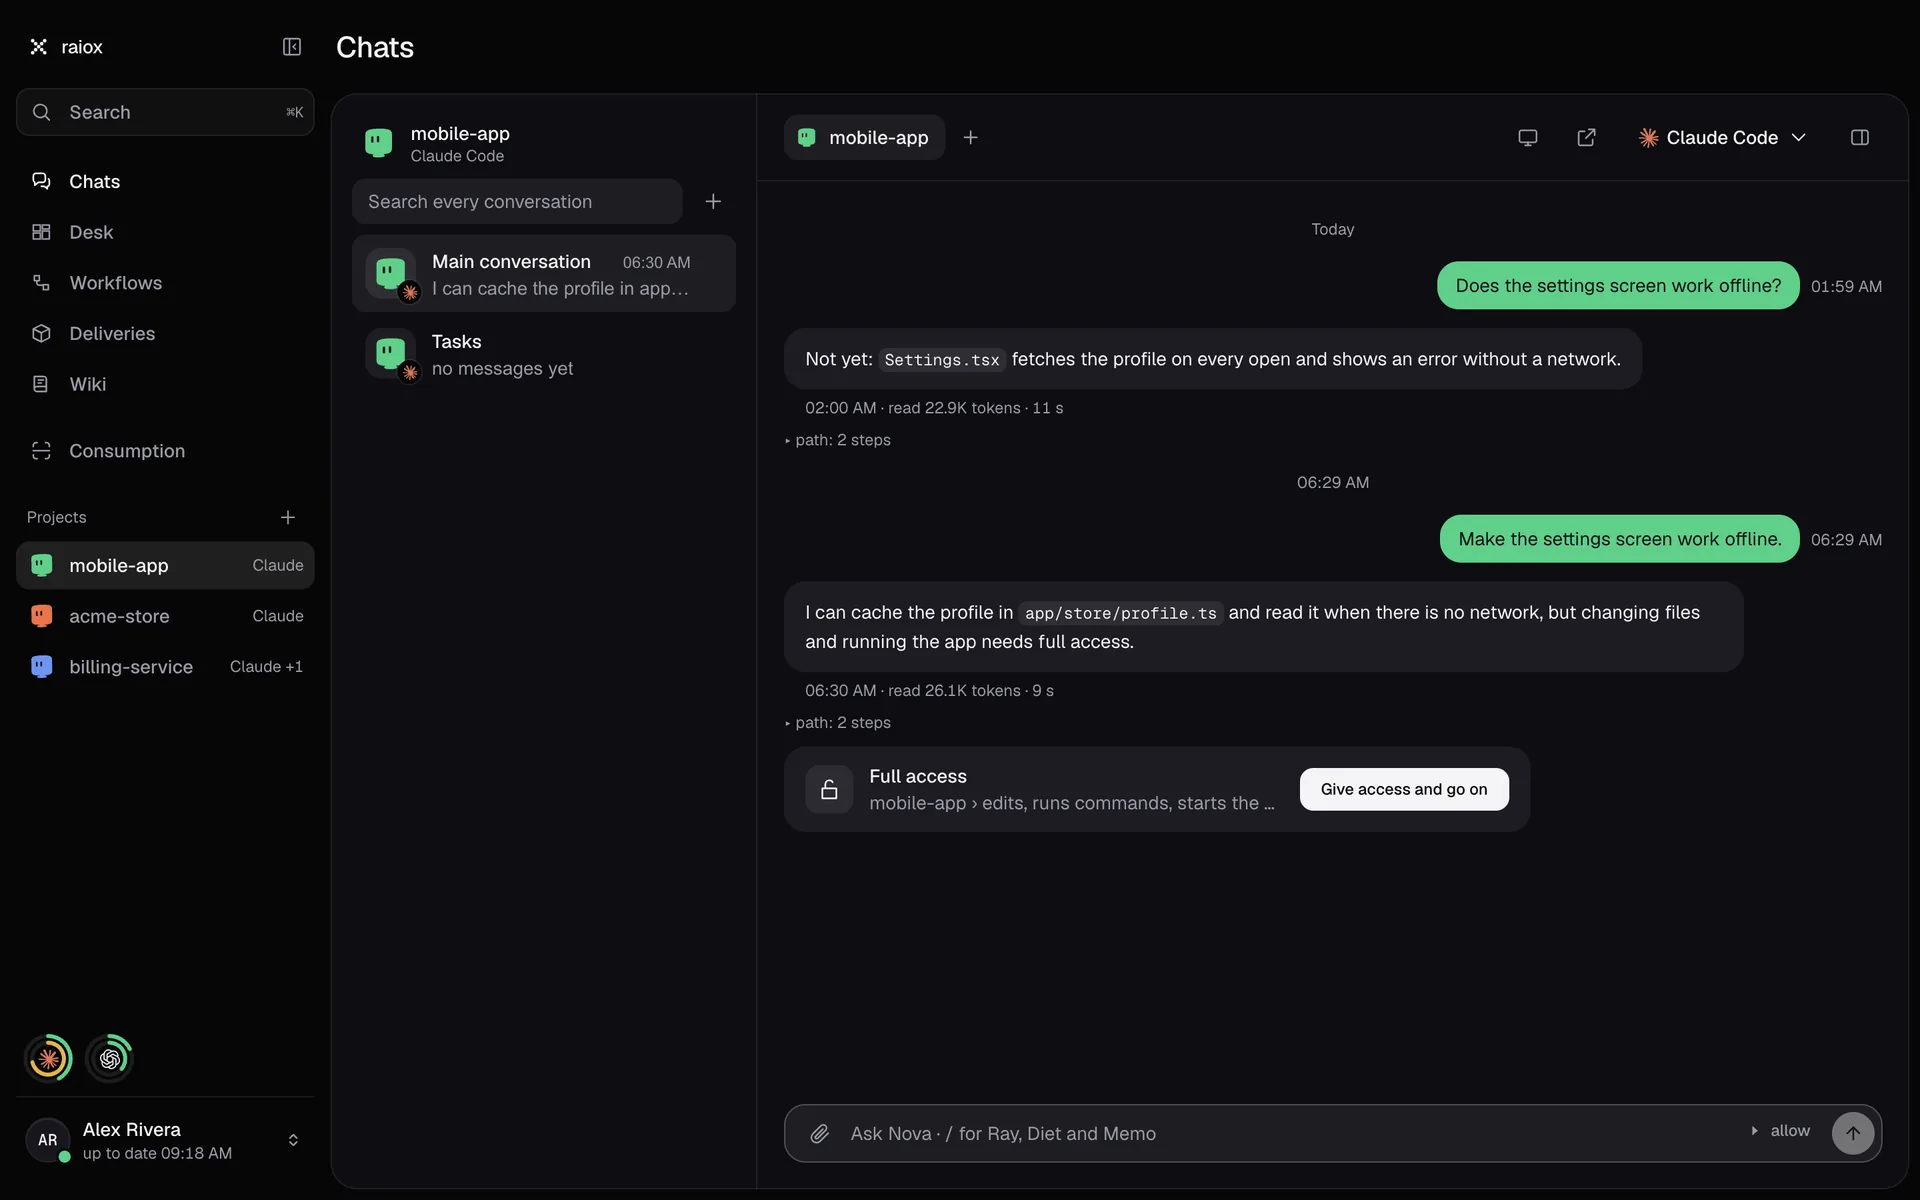 raiox
Search
⌘K
Chats
Desk
Workflows
Deliveries
Wiki
Consumption
Projects
mobile-app
Claude
acme-store
Claude
billing-service
Claude +1
AR
Alex Rivera
up to date 09:18 AM
Chats
mobile-app
Claude Code
Search every conversation
Main conversation
06:30 AM
I can cache the profile in app…
Tasks
no messages yet
mobile-app
Claude Code
Today
Does the settings screen work offline?
01:59 AM
Not yet: Settings.tsx fetches the profile on every open and shows an error without a network.
02:00 AM · read 22.9K tokens · 11 s
path: 2 steps
06:29 AM
Make the settings screen work offline.
06:29 AM
I can cache the profile in app/store/profile.ts and read it when there is no network, but changing files
and running the app needs full access.
06:30 AM · read 26.1K tokens · 9 s
path: 2 steps
Full access
mobile-app › edits, runs commands, starts the …
Give access and go on
Ask Nova · / for Ray, Diet and Memo
allow